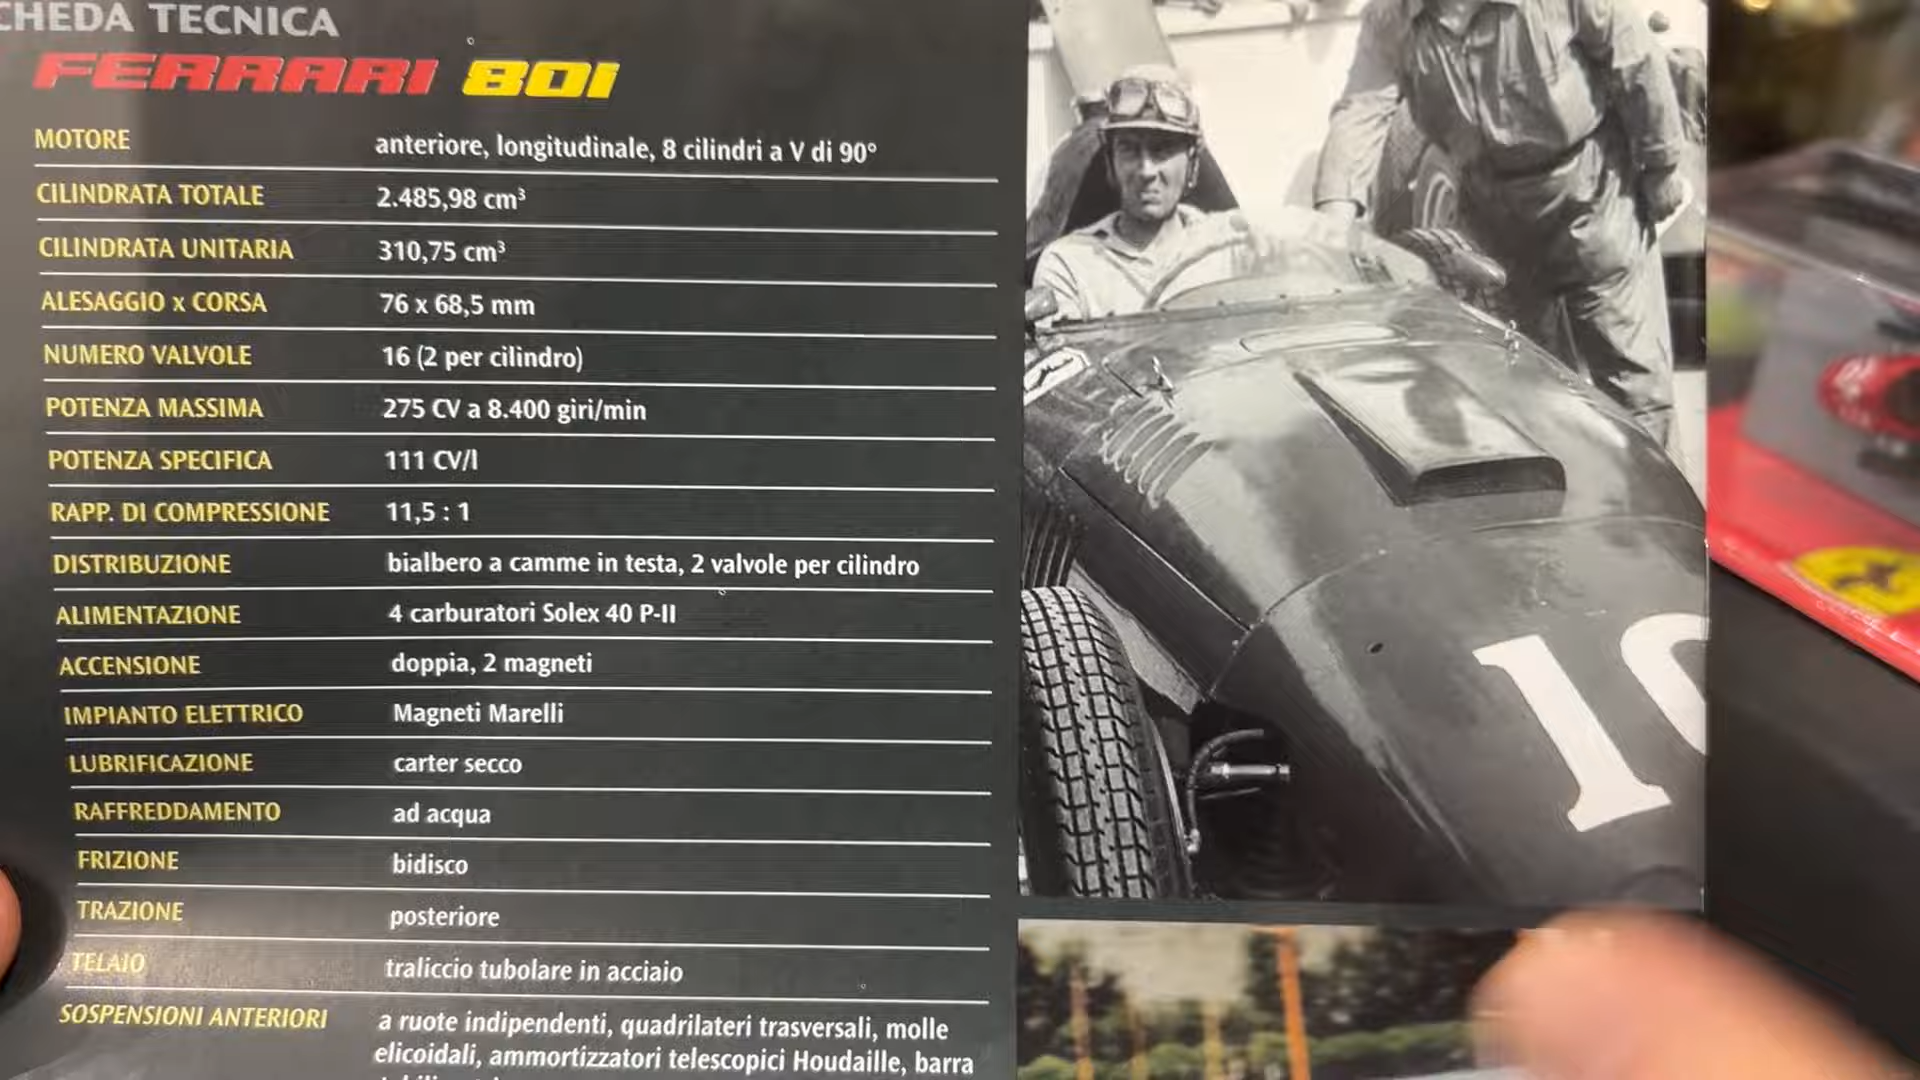 CHEDA TECNICA
FERRARI 801
MOTORE anteriore, longitudinale, 8 cilindri a V di 90°
CILINDRATA TOTALE 2.485,98 cm³
CILINDRATA UNITARIA 310,75 cm³
ALESAGGIO x CORSA 76 x 68,5 mm
NUMERO VALVOLE 16 (2 per cilindro)
POTENZA MASSIMA 275 CV a 8.400 giri/min
POTENZA SPECIFICA 111 CV/l
RAPP. DI COMPRESSIONE 11,5 : 1
DISTRIBUZIONE bialbero a camme in testa, 2 valvole per cilindro
ALIMENTAZIONE 4 carburatori Solex 40 P-II
ACCENSIONE doppia, 2 magneti
IMPIANTO ELETTRICO Magneti Marelli
LUBRIFICAZIONE carter secco
RAFFREDDAMENTO ad acqua
FRIZIONE bidisco
TRAZIONE posteriore
TELAIO traliccio tubolare in acciaio
SOSPENSIONI ANTERIORI a ruote indipendenti, quadrilateri trasversali, molle
elicoidali, ammortizzatori telescopici Houdaille, barra
10